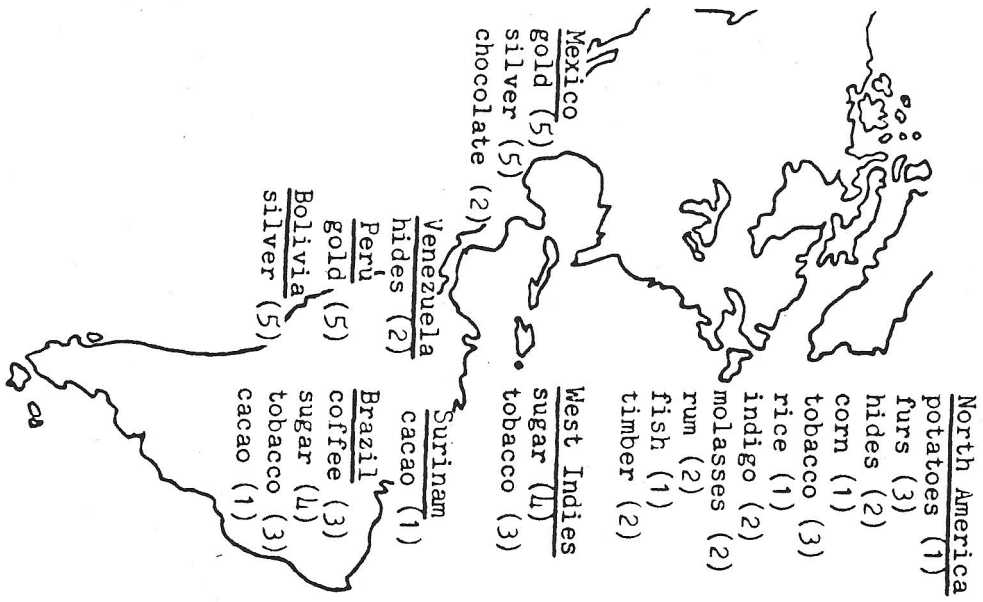 North America
potatoes (1)
furs (3)
hides (2)
corn (1)
tobacco (3)
rice (1)
indigo (2)
molasses (2)
rum (2)
fish (1)
timber (2)
Mexico
gold (5)
silver (5)
chocolate (2)
West Indies
sugar (4)
tobacco (3)
Venezuela
hides (2)
Perú
gold (5)
Bolivia
silver (5)
Surinam
cacao (1)
Brazil
coffee (3)
sugar (4)
tobacco (3)
cacao (1)